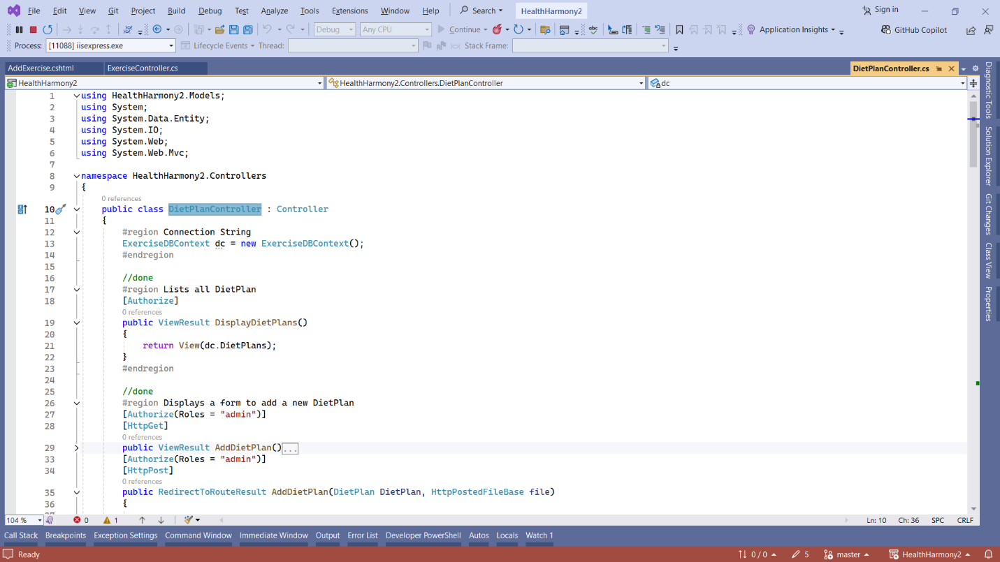 File Edit View Git Project Build Debug Test Analyze Tools Extensions Window Help Search HealthHarmony2 Sign in
Debug Any CPU Continue abc Application Insights GitHub Copilot
Process: [11088] iisexpress.exe Lifecycle Events Thread: Stack Frame:
AddExercise.cshtml ExerciseController.cs DietPlanController.cs
HealthHarmony2 HealthHarmony2.Controllers.DietPlanController dc
1 using HealthHarmony2.Models;
2 using System;
3 using System.Data.Entity;
4 using System.IO;
5 using System.Web;
6 using System.Web.Mvc;
7
8 namespace HealthHarmony2.Controllers
9 {
0 references
10 public class DietPlanController : Controller
11 {
12 #region Connection String
13 ExerciseDBContext dc = new ExerciseDBContext();
14 #endregion
15
16 //done
17 #region Lists all DietPlan
18 [Authorize]
0 references
19 public ViewResult DisplayDietPlans()
20 {
21 return View(dc.DietPlans);
22 }
23 #endregion
24
25 //done
26 #region Displays a form to add a new DietPlan
27 [Authorize(Roles = "admin")]
28 [HttpGet]
0 references
29 public ViewResult AddDietPlan()...
33 [Authorize(Roles = "admin")]
34 [HttpPost]
0 references
35 public RedirectToRouteResult AddDietPlan(DietPlan DietPlan, HttpPostedFileBase file)
36 {
Diagnostic Tools
Solution Explorer
Git Changes
Class View
Properties
104 % 0 1 Ln: 10 Ch: 36 SPC CRLF
Call Stack Breakpoints Exception Settings Command Window Immediate Window Output Error List Developer PowerShell Autos Locals Watch 1
Ready 0 / 0 5 master HealthHarmony2